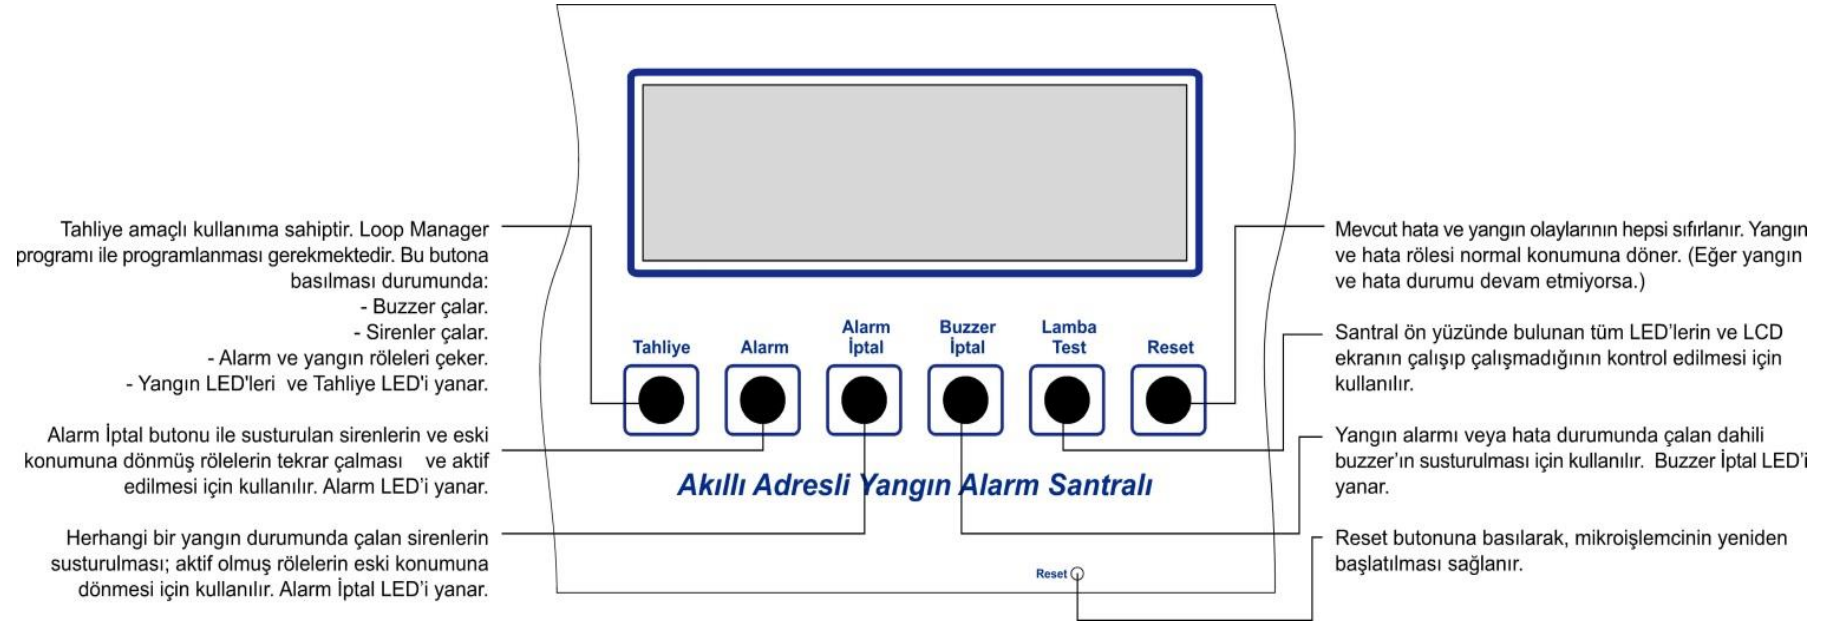 Tahliye amaçlı kullanıma sahiptir. Loop Manager
programı ile programlanması gerekmektedir. Bu butona
basılması durumunda:
- Buzzer çalar.
- Sirenler çalar.
- Alarm ve yangın röleleri çeker.
- Yangın LED'leri ve Tahliye LED'i yanar.
Alarm İptal butonu ile susturulan sirenlerin ve eski
konumuna dönmüş rölelerin tekrar çalması ve aktif
edilmesi için kullanılır. Alarm LED'i yanar.
Herhangi bir yangın durumunda çalan sirenlerin
susturulması; aktif olmuş rölelerin eski konumuna
dönmesi için kullanılır. Alarm İptal LED'i yanar.
Tahliye
Alarm
Alarm
İptal
Buzzer
İptal
Lamba
Test
Reset
Akıllı Adresli Yangın Alarm Santralı
Reset
Mevcut hata ve yangın olaylarının hepsi sıfırlanır. Yangın
ve hata rölesi normal konumuna döner. (Eğer yangın
ve hata durumu devam etmiyorsa.)
Santral ön yüzünde bulunan tüm LED'lerin ve LCD
ekranın çalışıp çalışmadığının kontrol edilmesi için
kullanılır.
Yangın alarmı veya hata durumunda çalan dahili
buzzer'ın susturulması için kullanılır. Buzzer İptal LED'i
yanar.
Reset butonuna basılarak, mikroişlemcinin yeniden
başlatılması sağlanır.